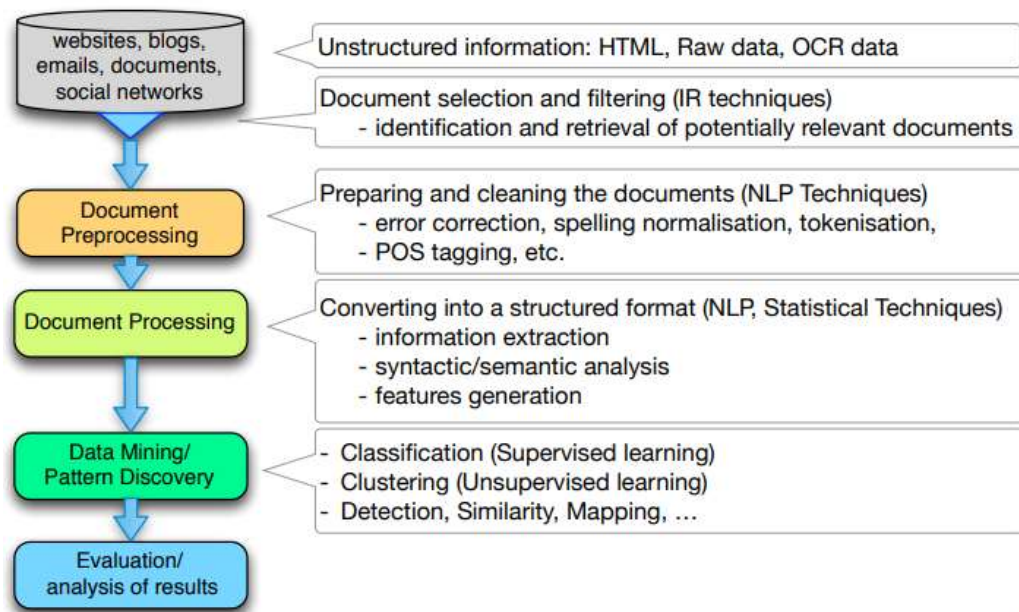 websites, blogs,
emails, documents,
social networks
Unstructured information: HTML, Raw data, OCR data
Document selection and filtering (IR techniques)
- identification and retrieval of potentially relevant documents
Document
Preprocessing
Preparing and cleaning the documents (NLP Techniques)
- error correction, spelling normalisation, tokenisation,
- POS tagging, etc.
Document Processing
Converting into a structured format (NLP, Statistical Techniques)
- information extraction
- syntactic/semantic analysis
- features generation
Data Mining/
Pattern Discovery
- Classification (Supervised learning)
- Clustering (Unsupervised learning)
- Detection, Similarity, Mapping, …
Evaluation/
analysis of results